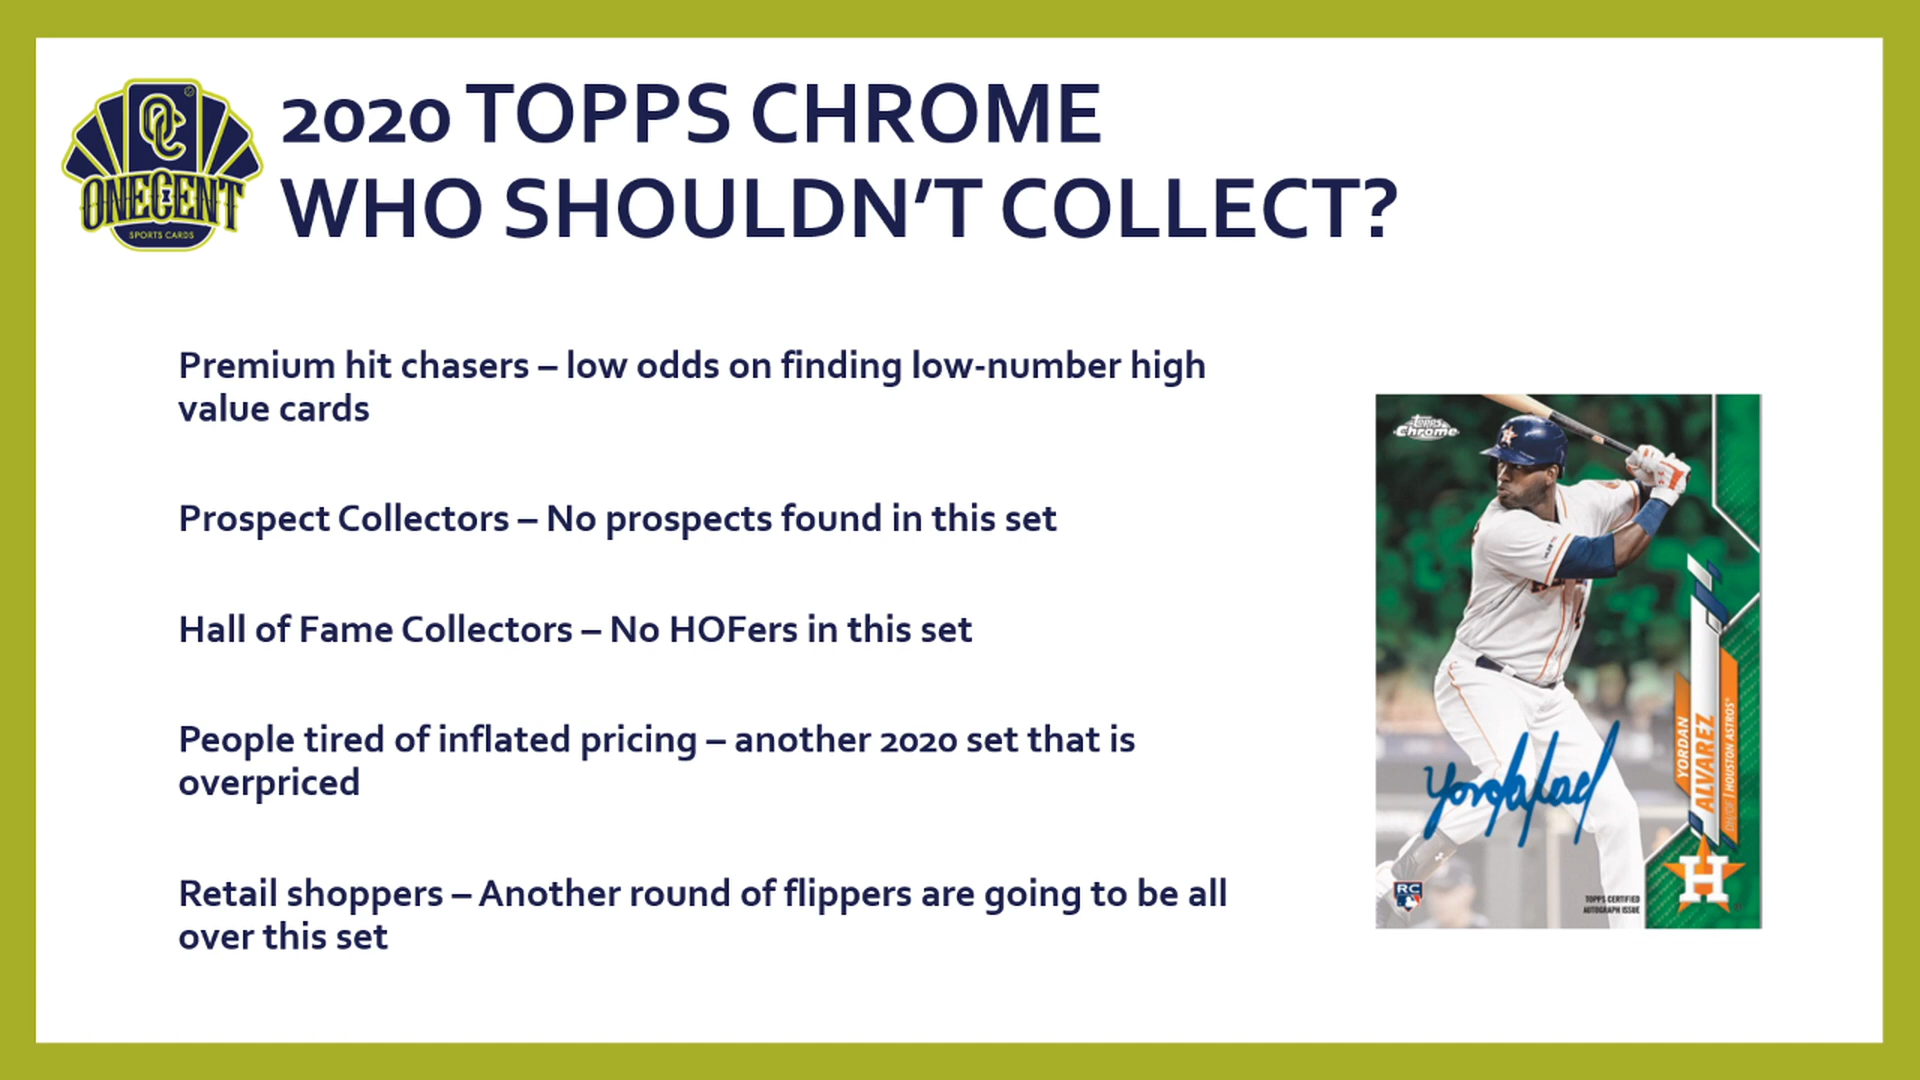 2020 TOPPS CHROME
WHO SHOULDN'T COLLECT?
OC
ONECENT
SPORTS CARDS
Premium hit chasers – low odds on finding low-number high
value cards
Prospect Collectors – No prospects found in this set
Hall of Fame Collectors – No HOFers in this set
People tired of inflated pricing – another 2020 set that is
overpriced
Retail shoppers – Another round of flippers are going to be all
over this set
Topps
Chrome
YORDAN
ALVAREZ
DH/OF | HOUSTON ASTROS
H
RC
TOPPS CERTIFIED
AUTOGRAPH ISSUE